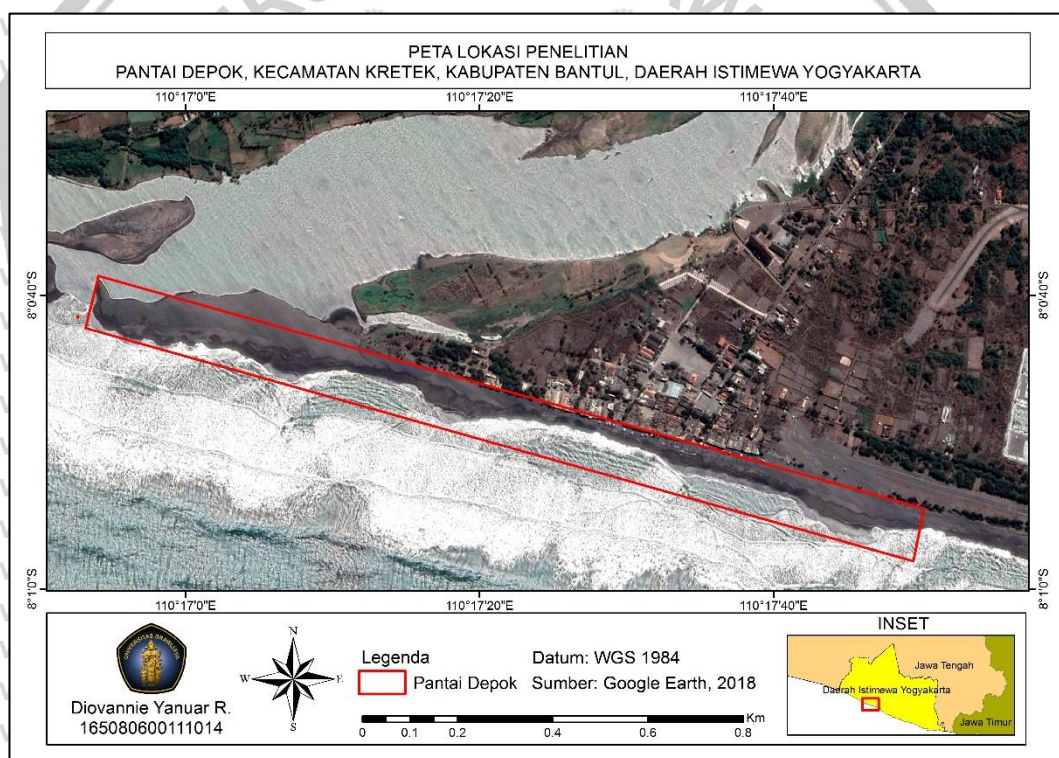 PETA LOKASI PENELITIAN
PANTAI DEPOK, KECAMATAN KRETEK, KABUPATEN BANTUL, DAERAH ISTIMEWA YOGYAKARTA
110°17'0"E 110°17'20"E 110°17'40"E
8°0'40"S 8°0'40"S
8°1'0"S 8°1'0"S
110°17'0"E 110°17'20"E 110°17'40"E
UNIVERSITAS BRAWIJAYA
Diovannie Yanuar R.
165080600111014
N
W E
S
Legenda
Pantai Depok
Datum: WGS 1984
Sumber: Google Earth, 2018
Km
0 0.1 0.2 0.4 0.6 0.8
INSET
Jawa Tengah
Daerah Istimewa Yogyakarta
Jawa Timur